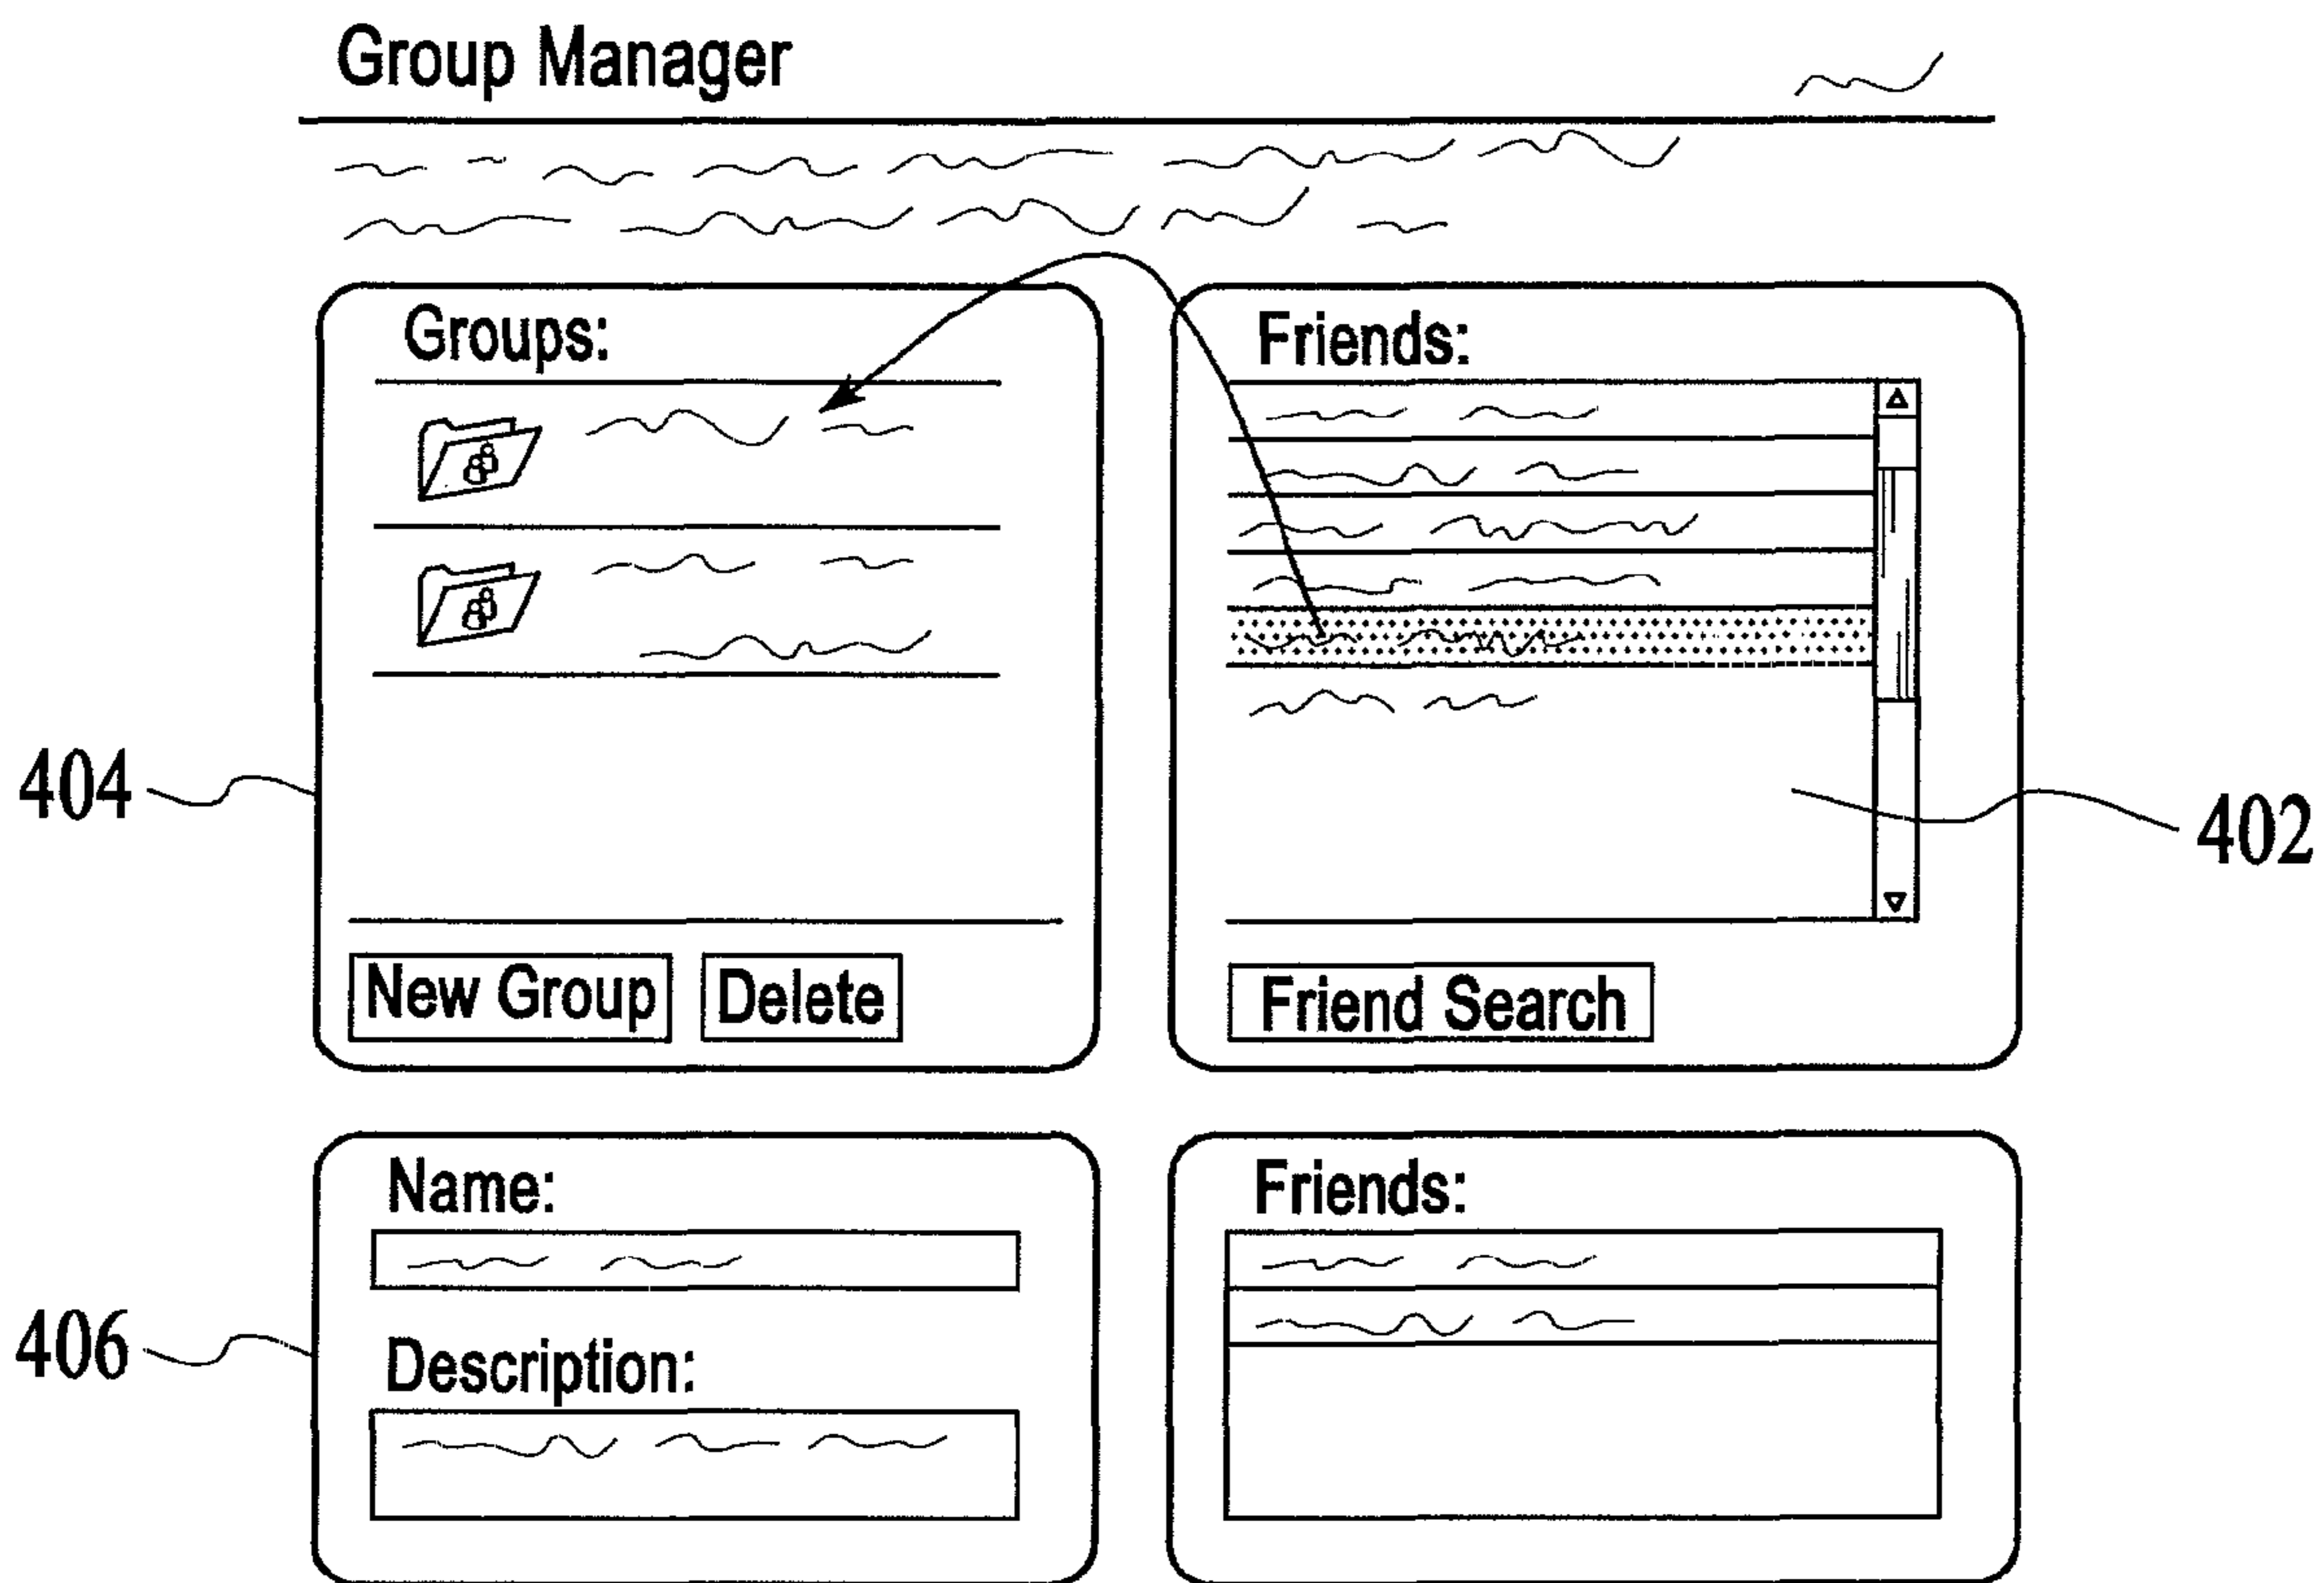 Group Manager
Groups:
Friends:
404
402
New Group Delete
Friend Search
Name:
Friends:
406
Description: